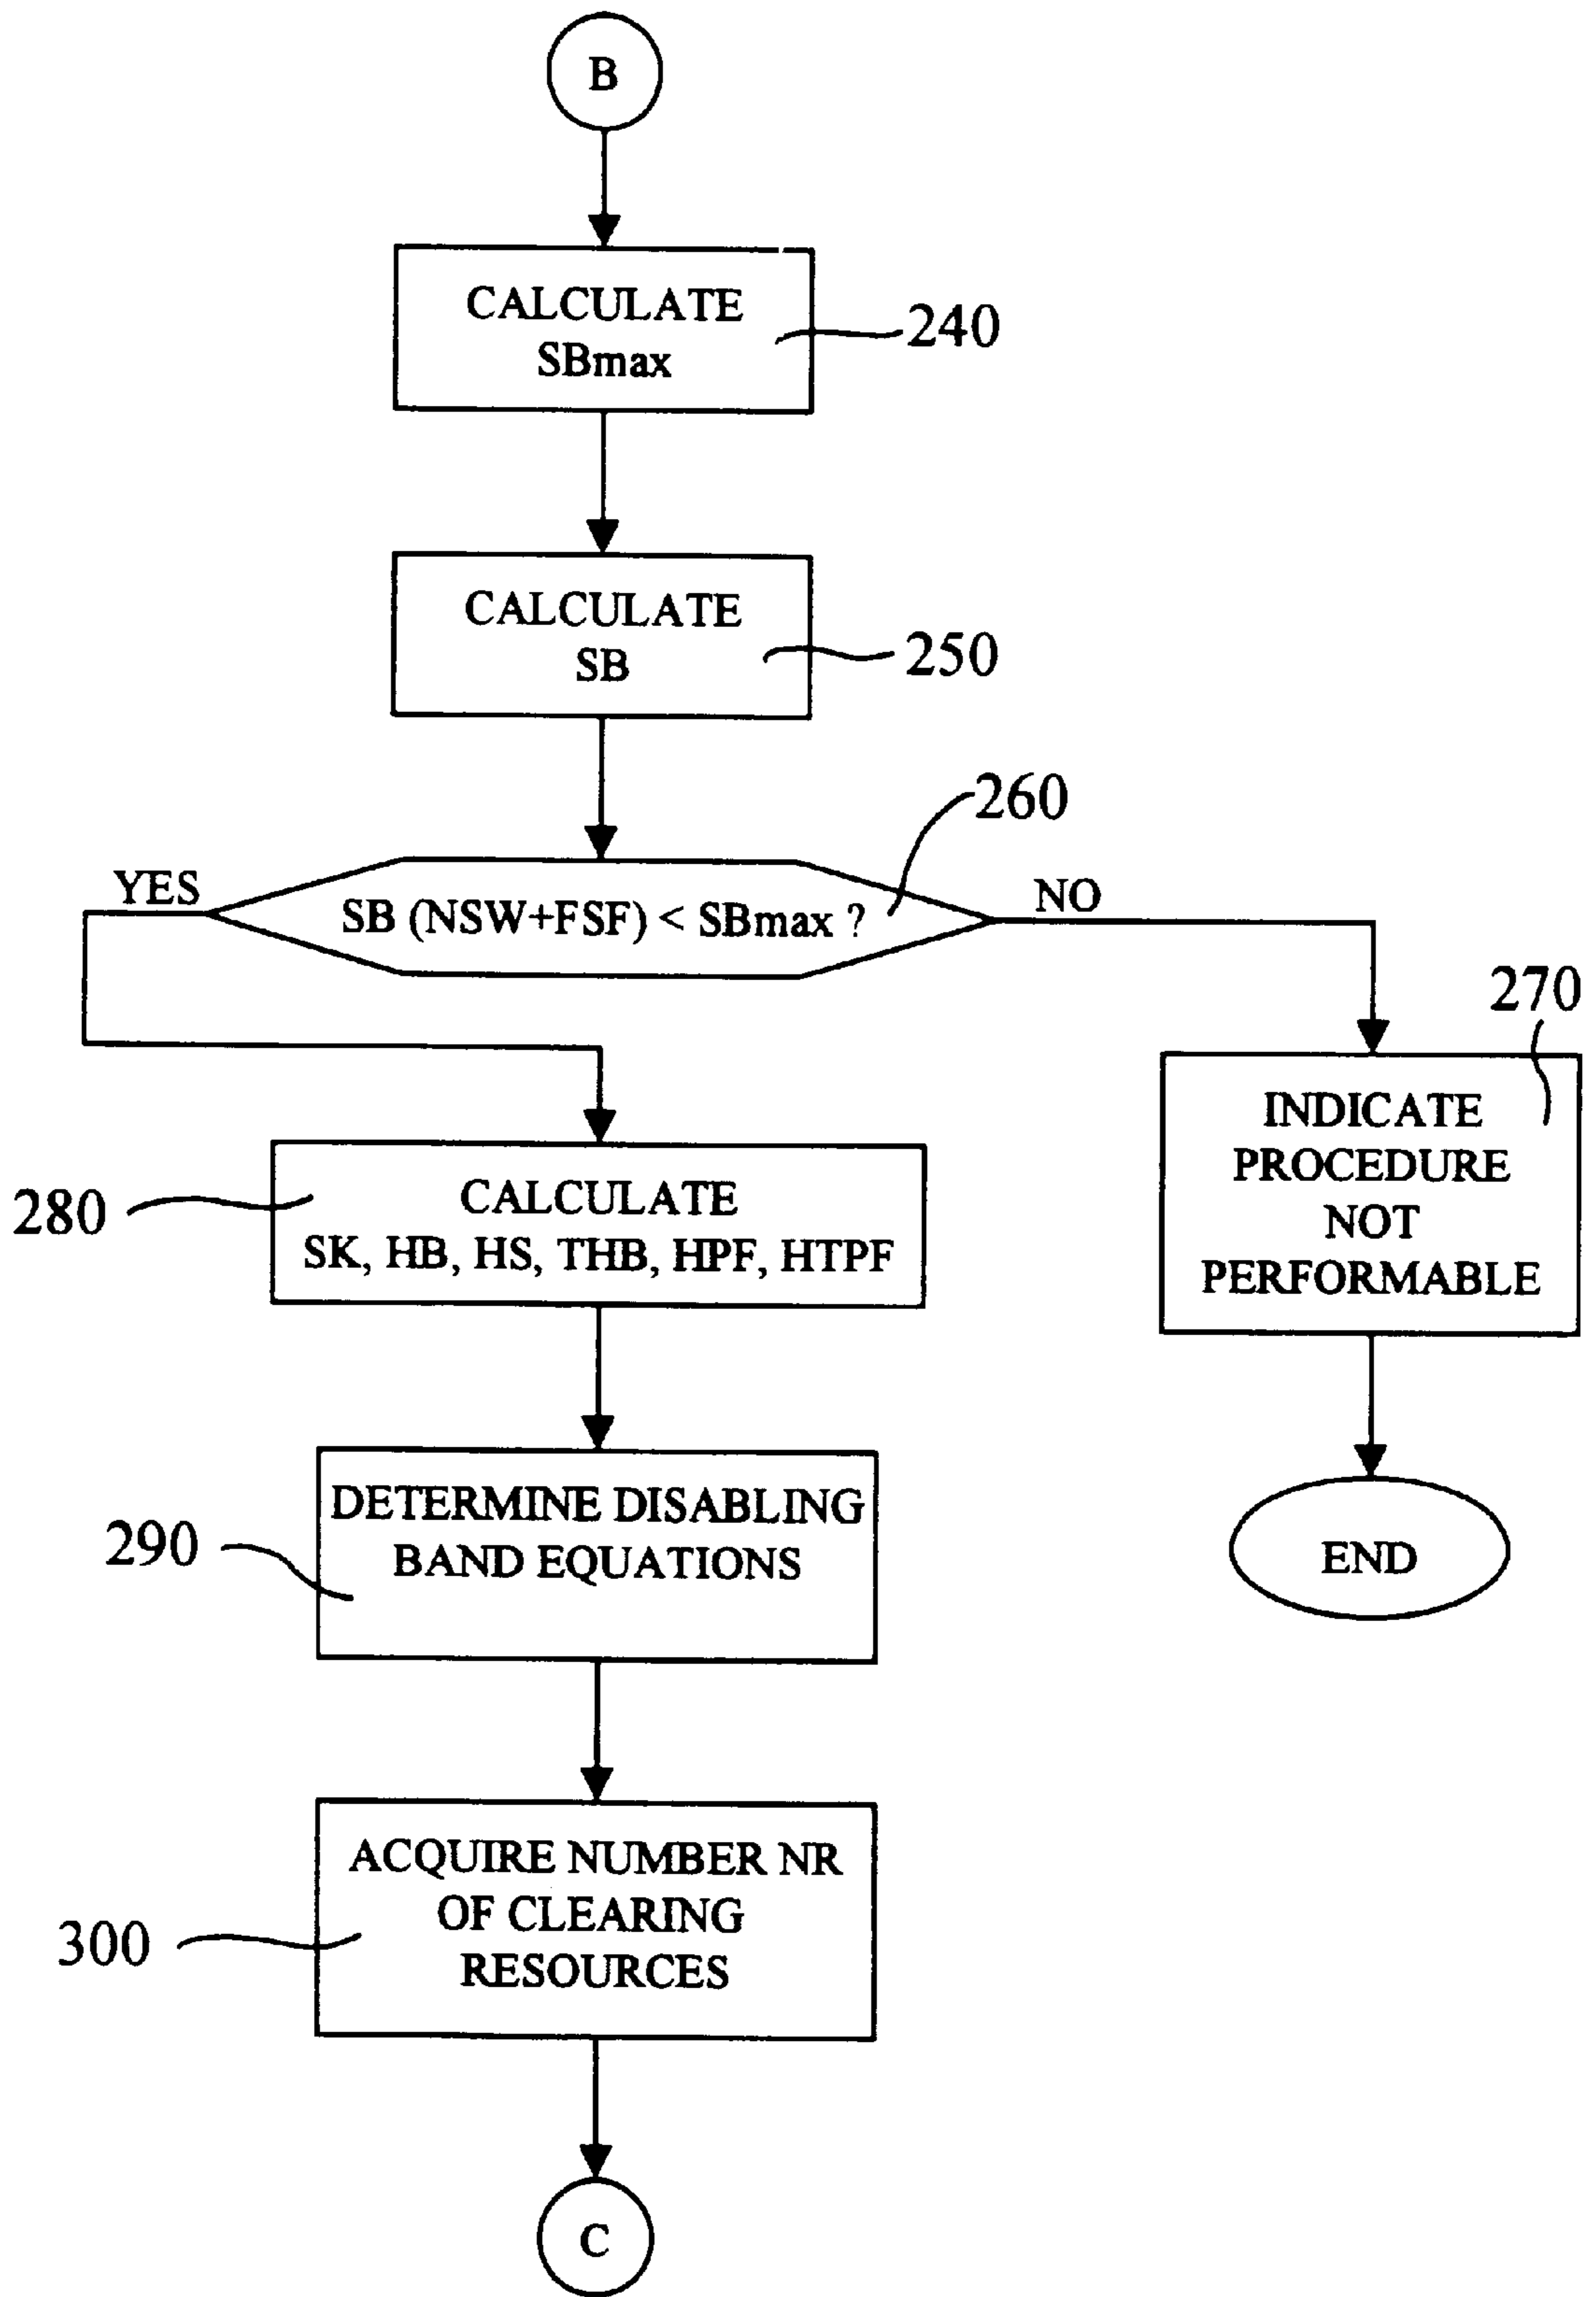 B
CALCULATE
SBmax
240
CALCULATE
SB
250
260
YES
SB (NSW+FSF) < SBmax ?
NO
270
INDICATE
PROCEDURE
NOT
PERFORMABLE
280
CALCULATE
SK, HB, HS, THB, HPF, HTPF
290
DETERMINE DISABLING
BAND EQUATIONS
END
300
ACQUIRE NUMBER NR
OF CLEARING
RESOURCES
C